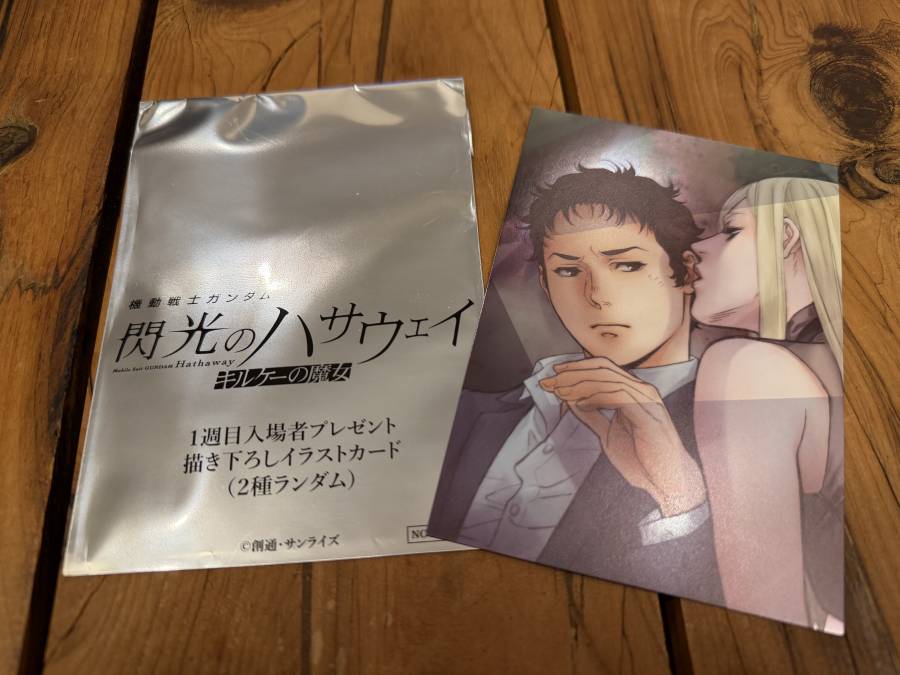 機動戦士ガンダム
閃光のハサウェイ
Mobile Suit GUNDAM Hathaway
キルケーの魔女
1週目入場者プレゼント
描き下ろしイラストカード
(2種ランダム)
©創通・サンライズ